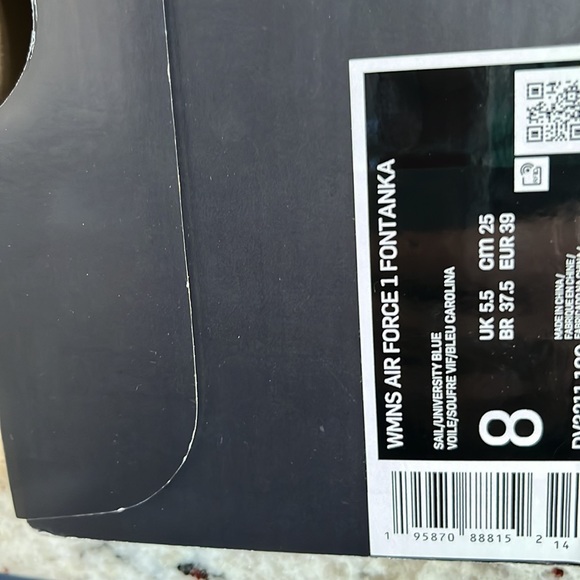 WMNS AIR FORCE 1 FONTANKA
SAIL/UNIVERSITY BLUE
VOILE/SOUFRE VIF/BLEU CAROLINA
8
UK 5.5 CM 25
BR 37.5 EUR 39
MADE IN CHINA/
FABRIQUÉ EN CHINE/
1 95870 88815 2
14